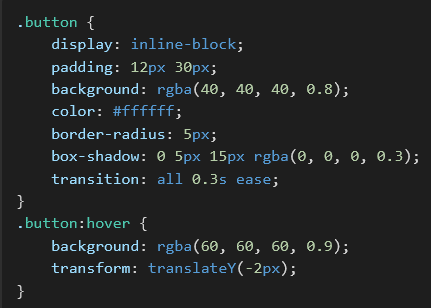 .button {
    display: inline-block;
    padding: 12px 30px;
    background: rgba(40, 40, 40, 0.8);
    color: #ffffff;
    border-radius: 5px;
    box-shadow: 0 5px 15px rgba(0, 0, 0, 0.3);
    transition: all 0.3s ease;
}
.button:hover {
    background: rgba(60, 60, 60, 0.9);
    transform: translateY(-2px);
}